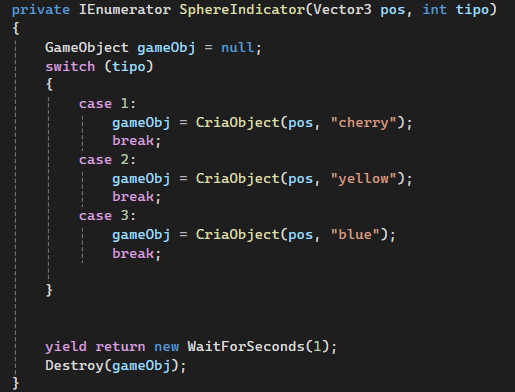 private IEnumerator SphereIndicator(Vector3 pos, int tipo)
{
    GameObject gameObj = null;
    switch (tipo)
    {
        case 1:
            gameObj = CriaObject(pos, "cherry");
            break;
        case 2:
            gameObj = CriaObject(pos, "yellow");
            break;
        case 3:
            gameObj = CriaObject(pos, "blue");
            break;
    }
    yield return new WaitForSeconds(1);
    Destroy(gameObj);
}